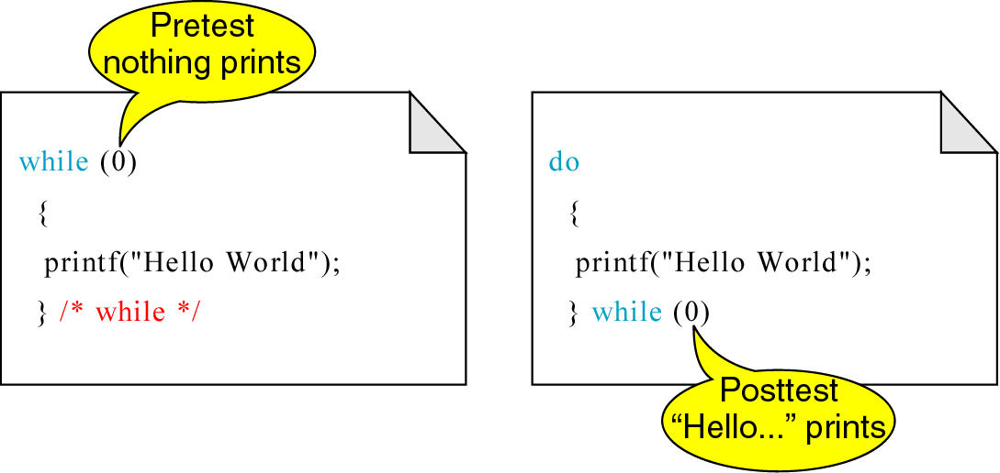 Pretest
nothing prints
while (0)
{
printf("Hello World");
} /* while */
do
{
printf("Hello World");
} while (0)
Posttest
“Hello...” prints